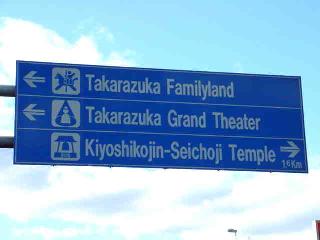 Takarazuka Familyland
Takarazuka Grand Theater
Kiyoshikojin-Seichoji Temple
1.6Km